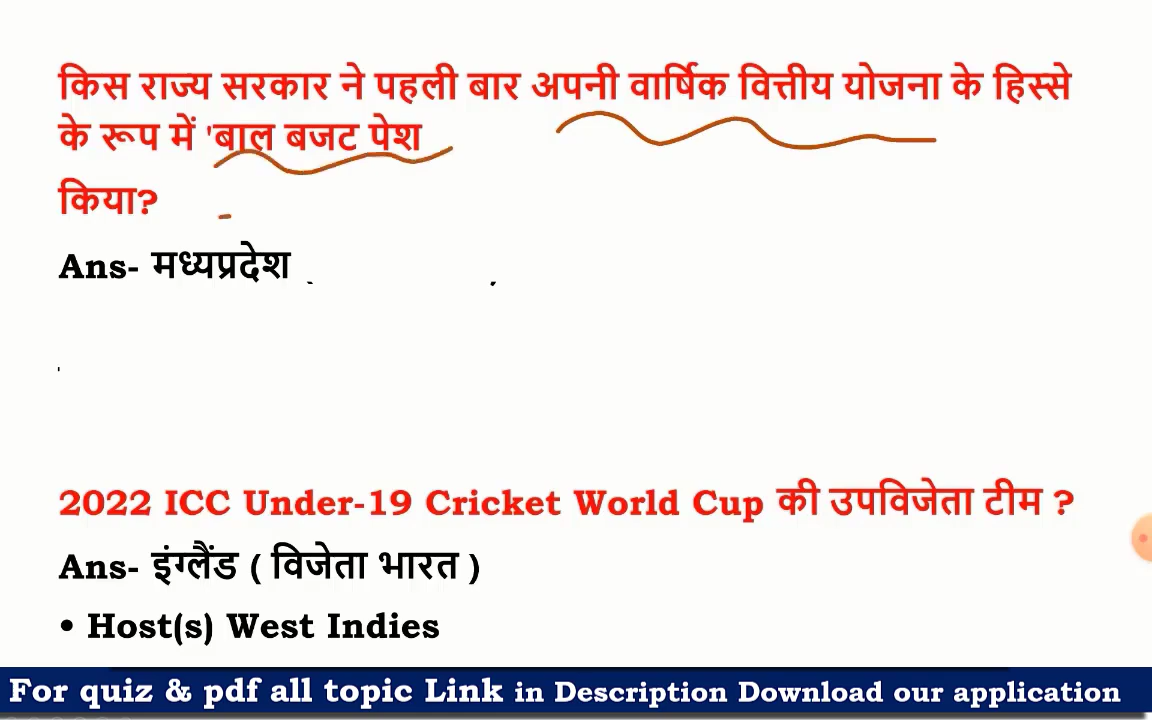 किस राज्य सरकार ने पहली बार अपनी वार्षिक वित्तीय योजना के हिस्से
के रूप में 'बाल बजट पेश
किया?
Ans- मध्यप्रदेश
2022 ICC Under-19 Cricket World Cup की उपविजेता टीम ?
Ans- इंग्लैंड ( विजेता भारत )
• Host(s) West Indies
For quiz & pdf all topic Link in Description Download our application